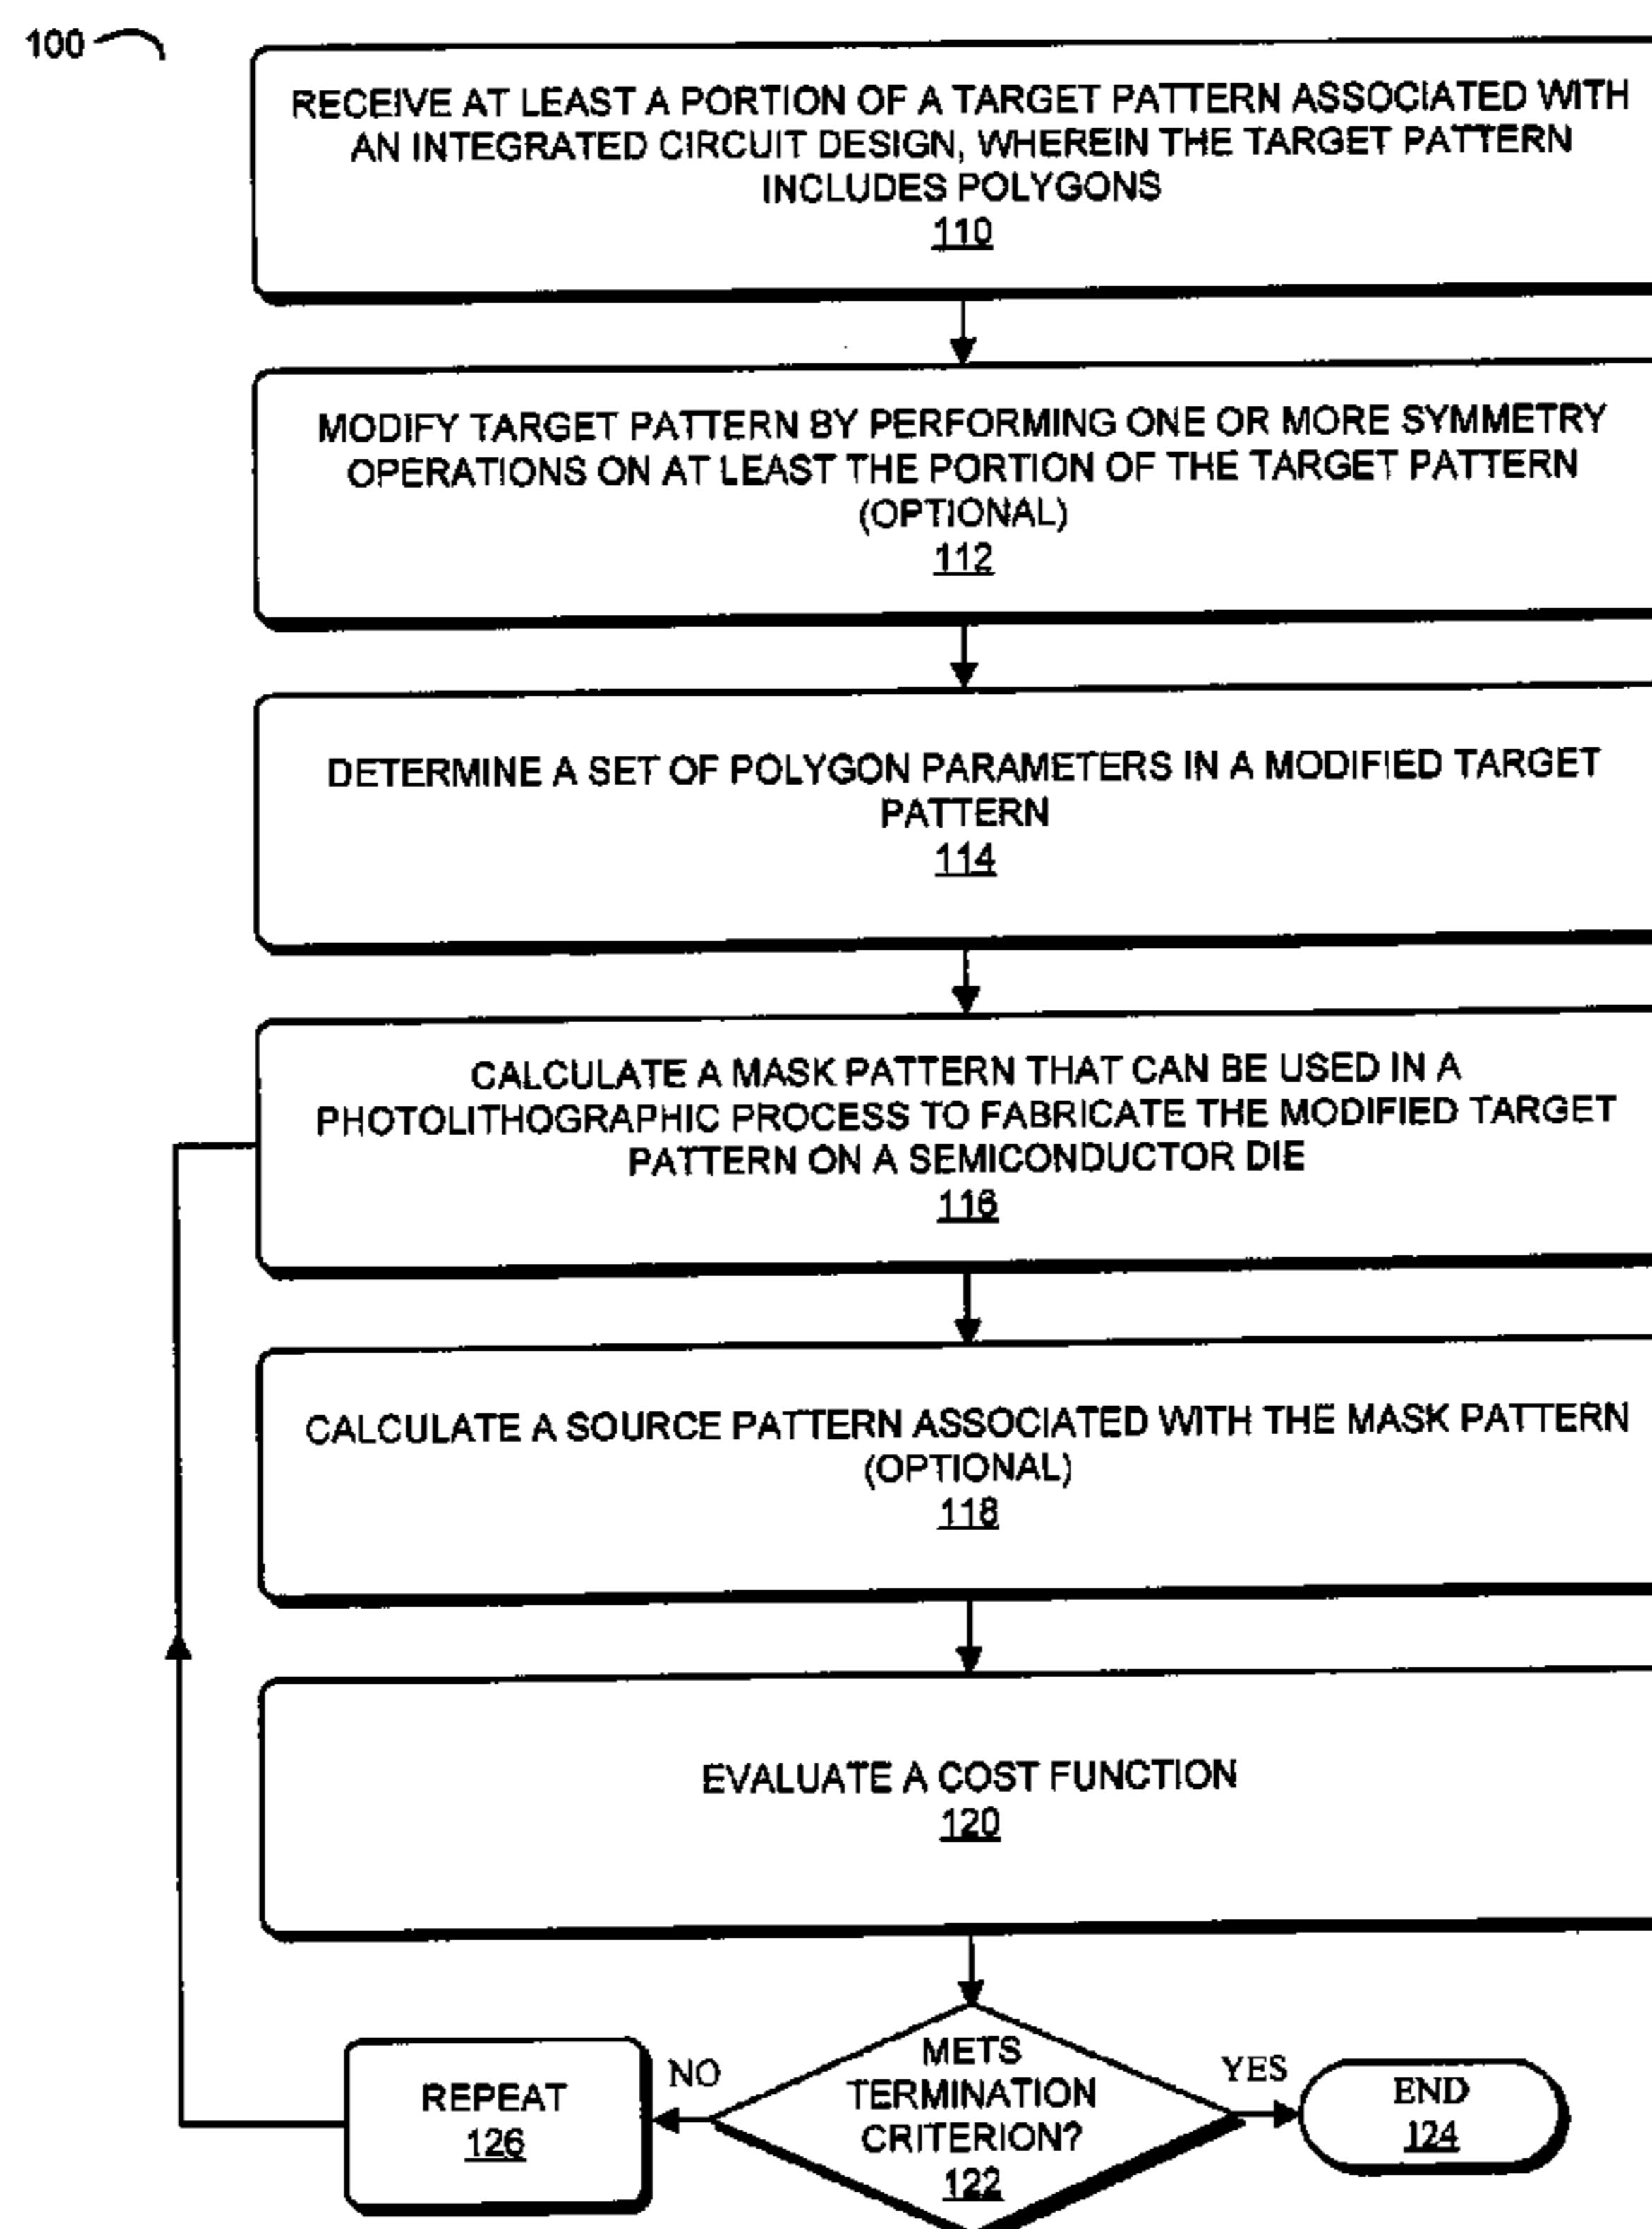 100
RECEIVE AT LEAST A PORTION OF A TARGET PATTERN ASSOCIATED WITH
AN INTEGRATED CIRCUIT DESIGN, WHEREIN THE TARGET PATTERN
INCLUDES POLYGONS
110
MODIFY TARGET PATTERN BY PERFORMING ONE OR MORE SYMMETRY
OPERATIONS ON AT LEAST THE PORTION OF THE TARGET PATTERN
(OPTIONAL)
112
DETERMINE A SET OF POLYGON PARAMETERS IN A MODIFIED TARGET
PATTERN
114
CALCULATE A MASK PATTERN THAT CAN BE USED IN A
PHOTOLITHOGRAPHIC PROCESS TO FABRICATE THE MODIFIED TARGET
PATTERN ON A SEMICONDUCTOR DIE
116
CALCULATE A SOURCE PATTERN ASSOCIATED WITH THE MASK PATTERN
(OPTIONAL)
118
EVALUATE A COST FUNCTION
120
METS
TERMINATION
CRITERION?
122
NO
REPEAT
126
YES
END
124